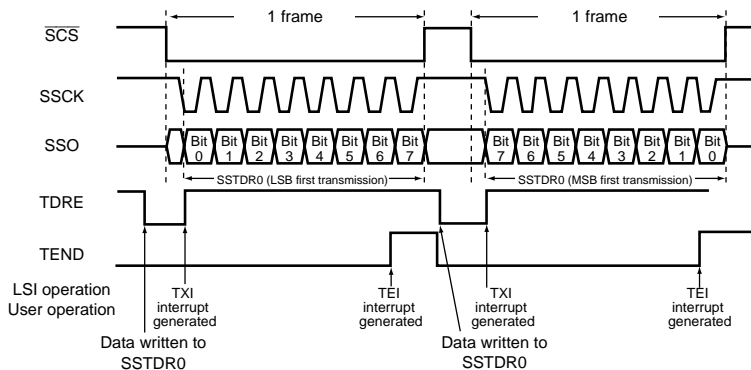 1 frame 1 frame
SCS
SSCK
SSO Bit 0 Bit 1 Bit 2 Bit 3 Bit 4 Bit 5 Bit 6 Bit 7 Bit 7 Bit 6 Bit 5 Bit 4 Bit 3 Bit 2 Bit 1 Bit 0
SSTDR0 (LSB first transmission) SSTDR0 (MSB first transmission)
TDRE
TEND
LSI operation TXI interrupt generated TEI interrupt generated TXI interrupt generated TEI interrupt generated
User operation
Data written to SSTDR0 Data written to SSTDR0